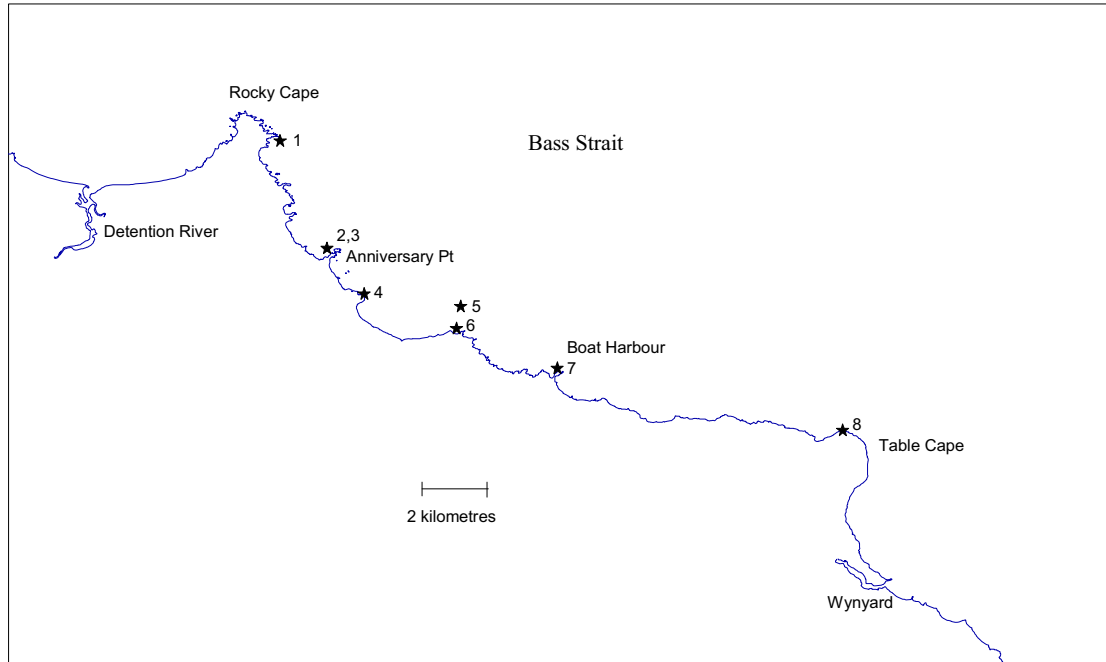 Rocky Cape
1
Bass Strait
Detention River
2,3
Anniversary Pt
4
5
6
Boat Harbour
7
8
Table Cape
2 kilometres
Wynyard